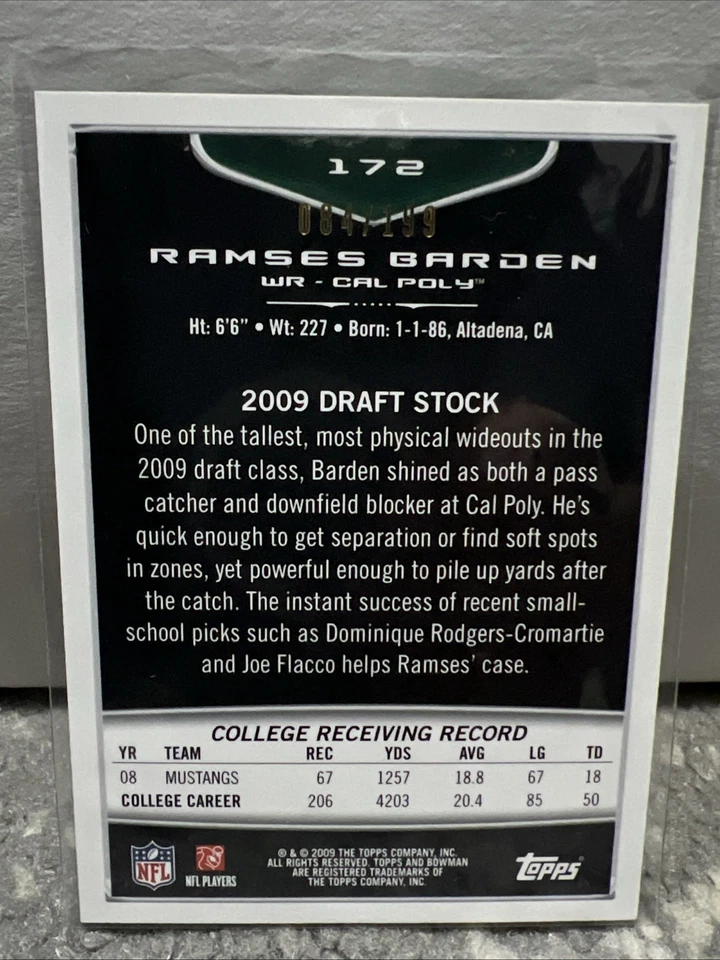 172
084/199
RAMSES BARDEN
WR - CAL POLY™
Ht: 6'6" • Wt: 227 • Born: 1-1-86, Altadena, CA
2009 DRAFT STOCK
One of the tallest, most physical wideouts in the
2009 draft class, Barden shined as both a pass
catcher and downfield blocker at Cal Poly. He's
quick enough to get separation or find soft spots
in zones, yet powerful enough to pile up yards after
the catch. The instant success of recent small-
school picks such as Dominique Rodgers-Cromartie
and Joe Flacco helps Ramses' case.
COLLEGE RECEIVING RECORD
YR TEAM REC YDS AVG LG TD
08 MUSTANGS 67 1257 18.8 67 18
COLLEGE CAREER 206 4203 20.4 85 50
NFL
NFL PLAYERS
® & © 2009 THE TOPPS COMPANY, INC.
ALL RIGHTS RESERVED. TOPPS AND BOWMAN
ARE REGISTERED TRADEMARKS OF
THE TOPPS COMPANY, INC.
Topps®